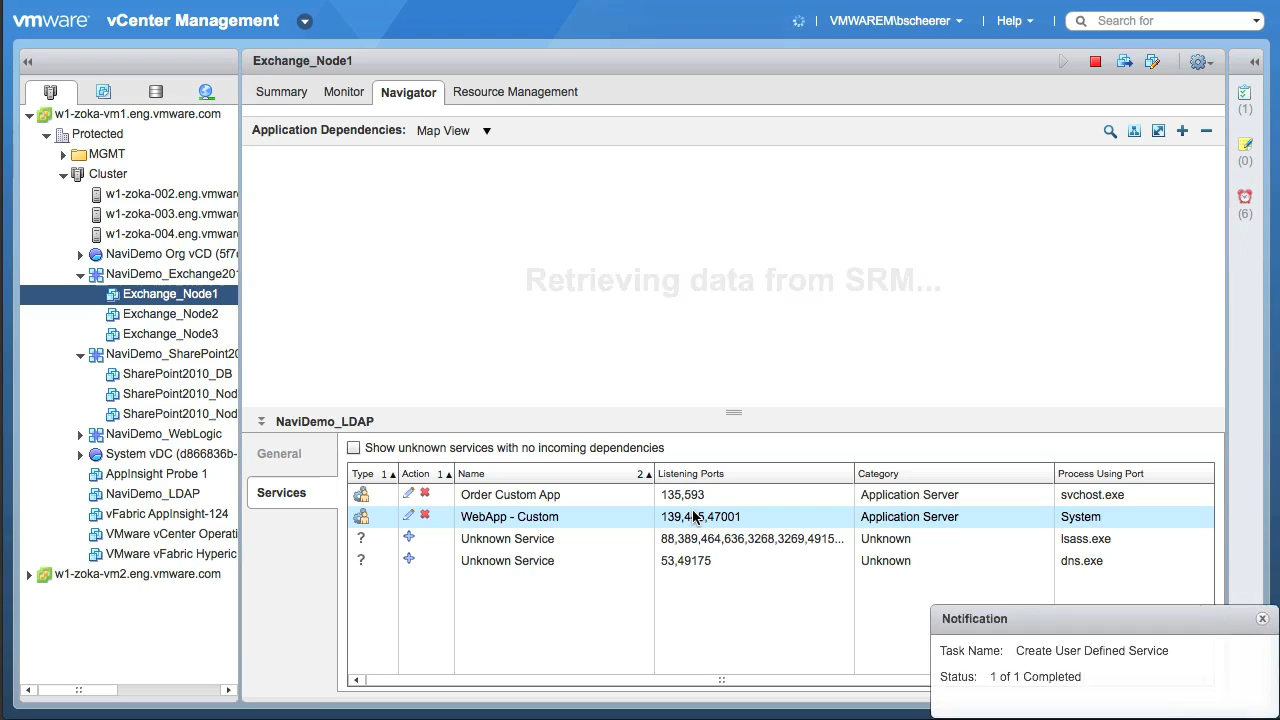 vmware vCenter Management VMWAREM\bscheerer Help Search for
Exchange_Node1
Summary Monitor Navigator Resource Management
Application Dependencies: Map View
Retrieving data from SRM...
w1-zoka-vm1.eng.vmware.com
Protected
MGMT
Cluster
w1-zoka-002.eng.vmwar
w1-zoka-003.eng.vmwar
w1-zoka-004.eng.vmwar
NaviDemo Org vCD (5f7
NaviDemo_Exchange201
Exchange_Node1
Exchange_Node2
Exchange_Node3
NaviDemo_SharePoint20
SharePoint2010_DB
SharePoint2010_Nod
SharePoint2010_Nod
NaviDemo_WebLogic
System vDC (d866836b-
AppInsight Probe 1
NaviDemo_LDAP
vFabric AppInsight-124
VMware vCenter Operati
VMware vFabric Hyperic
w1-zoka-vm2.eng.vmware.com
NaviDemo_LDAP
General
Services
Show unknown services with no incoming dependencies
Type 1 Action 1 Name 2 Listening Ports Category Process Using Port
Order Custom App 135,593 Application Server svchost.exe
WebApp - Custom Application Server System
? Unknown Service 88,389,464,636,3268,3269,4915... Unknown lsass.exe
? Unknown Service 53,49175 Unknown dns.exe
(1)
(0)
(6)
Notification
Task Name: Create User Defined Service
Status: 1 of 1 Completed